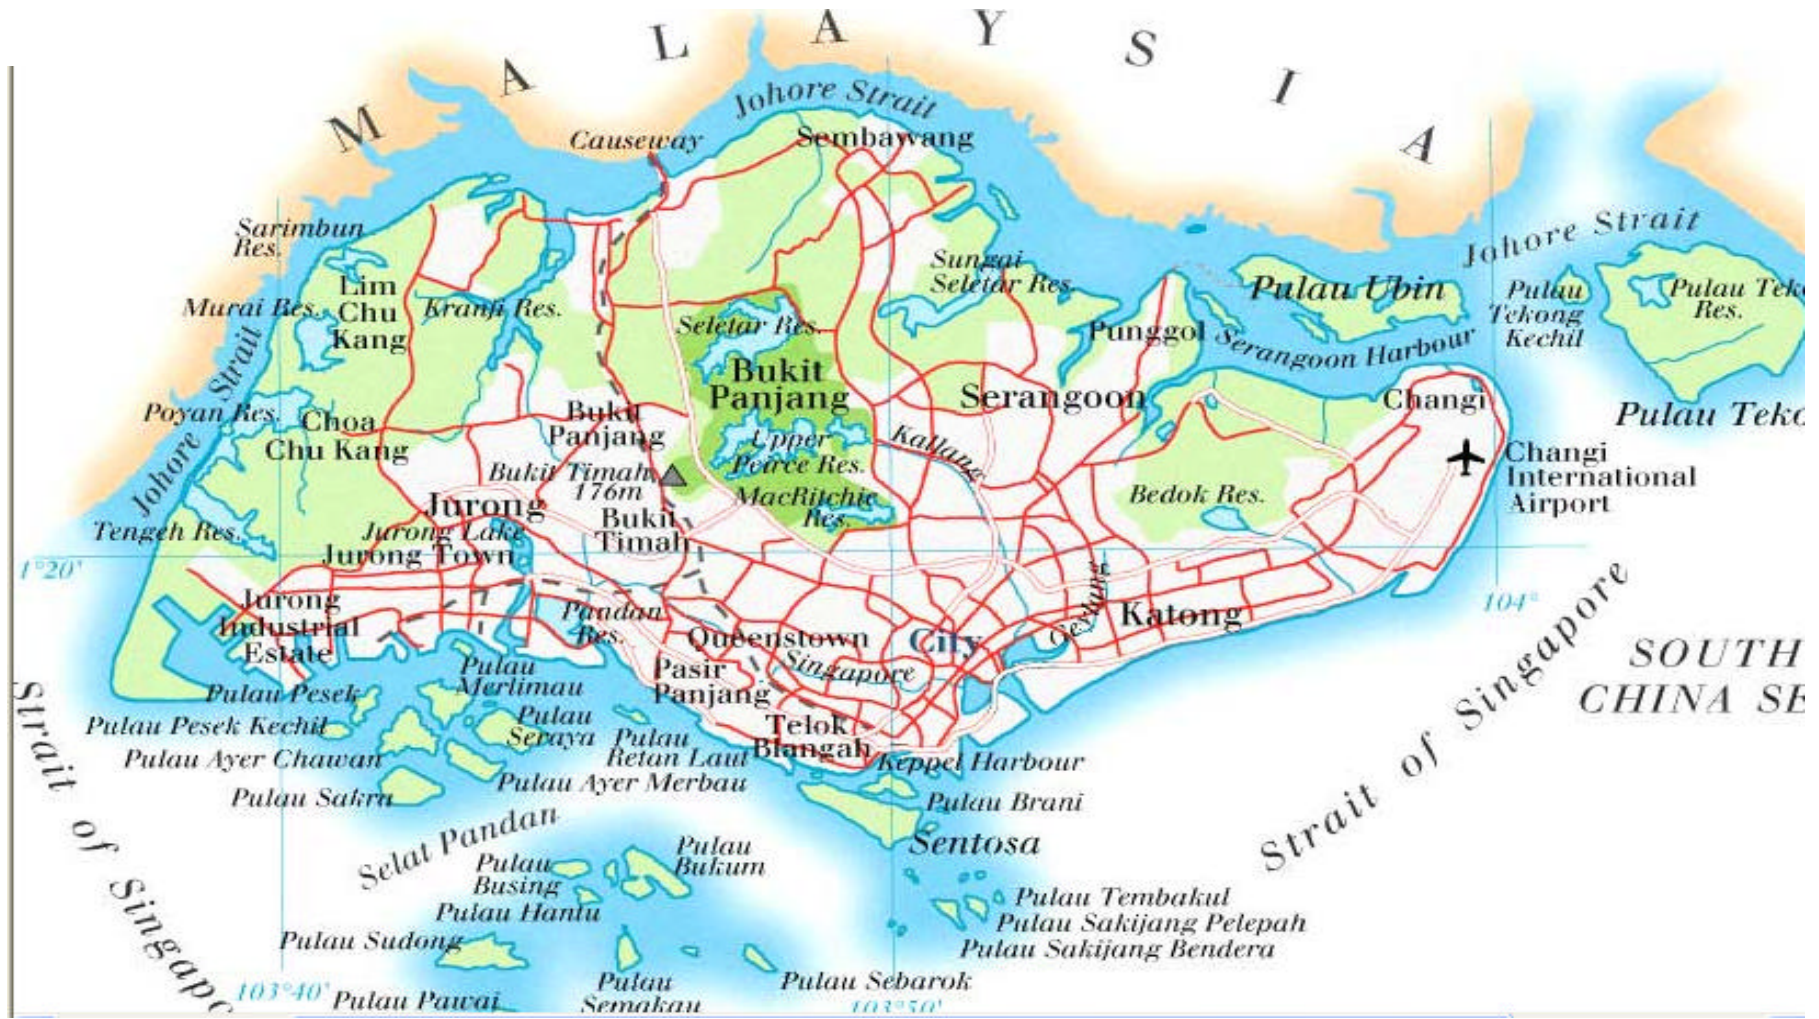 M A L A Y S I A
Johore Strait
Causeway
Sembawang
Sarimbun
Res.
Johore Strait
Lim
Chu
Kang
Murai Res.
Kranji Res.
Sungai
Seletar Res.
Pulau Ubin
Pulau
Tekong
Kechil
Pulau Teko
Res.
Seletar Res.
Punggol
Serangoon Harbour
Johore Strait
Bukit
Panjang
Serangoon
Changi
Pulau Teko
Poyan Res.
Choa
Chu Kang
Bukit
Panjang
Upper
Peirce Res.
Kallang
Changi
International
Airport
Bukit Timah
176m
MacRitchie
Res.
Bedok Res.
Jurong
Tengeh Res.
Jurong Lake
Jurong Town
Bukit
Timah
1°20'
104°
Jurong
Industrial
Estate
Pandan
Res.
Queenstown
City
Geylang
Katong
Singapore
Pasir
Panjang
Telok
Blangah
Keppel Harbour
SOUTH
CHINA SE
Strait of Singapore
Pulau
Merlimau
Pulau Pesek
Pulau Pesek Kechil
Pulau
Seraya
Pulau
Retan Laut
Pulau Ayer Chawan
Pulau Ayer Merbau
Pulau Sakra
Pulau Brani
Sentosa
Selat Pandan
Strait of Singapo
Pulau
Bukum
Pulau
Busing
Pulau Hantu
Pulau Tembakul
Pulau Sakijang Pelepah
Pulau Sakijang Bendera
Pulau Sudong
Pulau Sebarok
Pulau
Semakau
Pulau Pawai
103°40'
103°50'